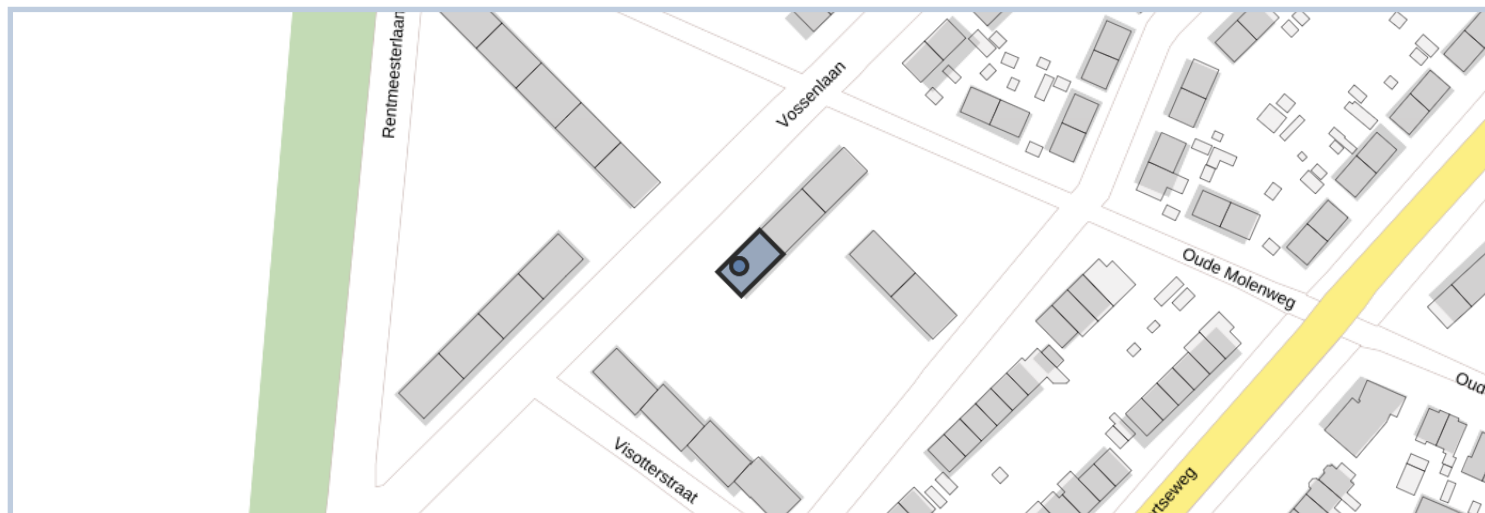 Rentmeesterlaan
Vossenlaan
Oude Molenweg
Oud
Visotterstraat
rtseweg